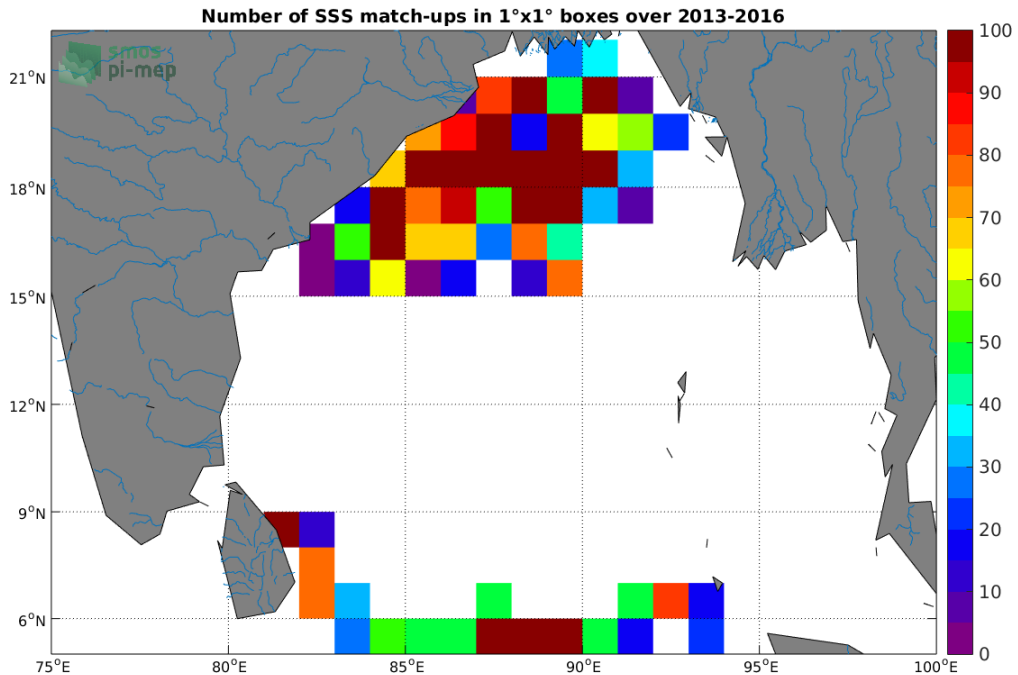 Number of SSS match-ups in 1°x1° boxes over 2013-2016
smos
pi-mep
21°N
18°N
15°N
12°N
9°N
6°N
75°E
80°E
85°E
90°E
95°E
100°E
100
90
80
70
60
50
40
30
20
10
0